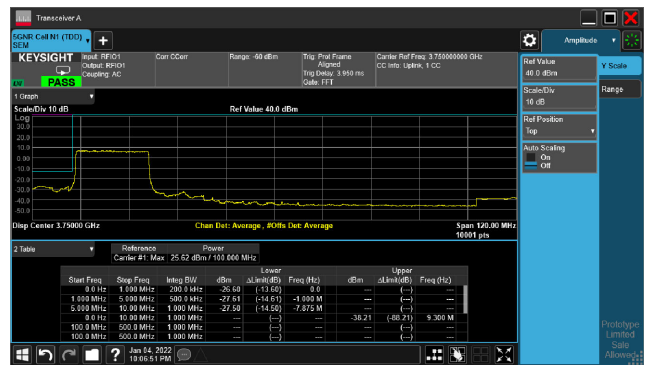 Transceiver A
5GNR Cell N1 (TDD)
SEM
KEYSIGHT
PASS
Input: RFIO1
Output: RFIO1
Coupling: AC
Corr CCorr
Range: -60 dBm
Trig: Prot Frame
Aligned
Trig Delay: 3.950 ms
Gate: FFT
Carrier Ref Freq: 3.750000000 GHz
CC Info: Uplink, 1 CC
1 Graph
Scale/Div 10 dB
Ref Value 40.0 dBm
Log
30.0
20.0
10.0
0.00
-10.0
-20.0
-30.0
-40.0
-50.0
Disp Center 3.75000 GHz
Chan Det: Average , #Offs Det: Average
Span 120.00 MHz
10001 pts
2 Table
Reference Power
Carrier #1: Max 25.62 dBm / 100.000 MHz
Lower Upper
Start Freq Stop Freq Integ BW dBm ΔLimit(dB) Freq (Hz) dBm ΔLimit(dB) Freq (Hz)
0.0 Hz 1.000 MHz 200.0 kHz -26.60 (-13.60) 0.0 --- (---) ---
1.000 MHz 5.000 MHz 500.0 kHz -27.61 (-14.61) -1.000 M --- (---) ---
5.000 MHz 10.00 MHz 1.000 MHz -27.50 (-14.50) -7.875 M --- (---) ---
0.0 Hz 10.00 MHz 1.000 MHz --- (---) --- -38.21 (-88.21) 9.300 M
100.0 MHz 500.0 MHz 1.000 MHz --- (---) --- --- (---) ---
100.0 MHz 500.0 MHz 1.000 MHz --- (---) --- --- (---) ---
Jan 04, 2022
10:06:51 PM
Amplitude
Ref Value
40.0 dBm
Scale/Div
10 dB
Ref Position
Top
Auto Scaling
On
Off
Y Scale
Range
Prototype
Limited
Sale
Allowed